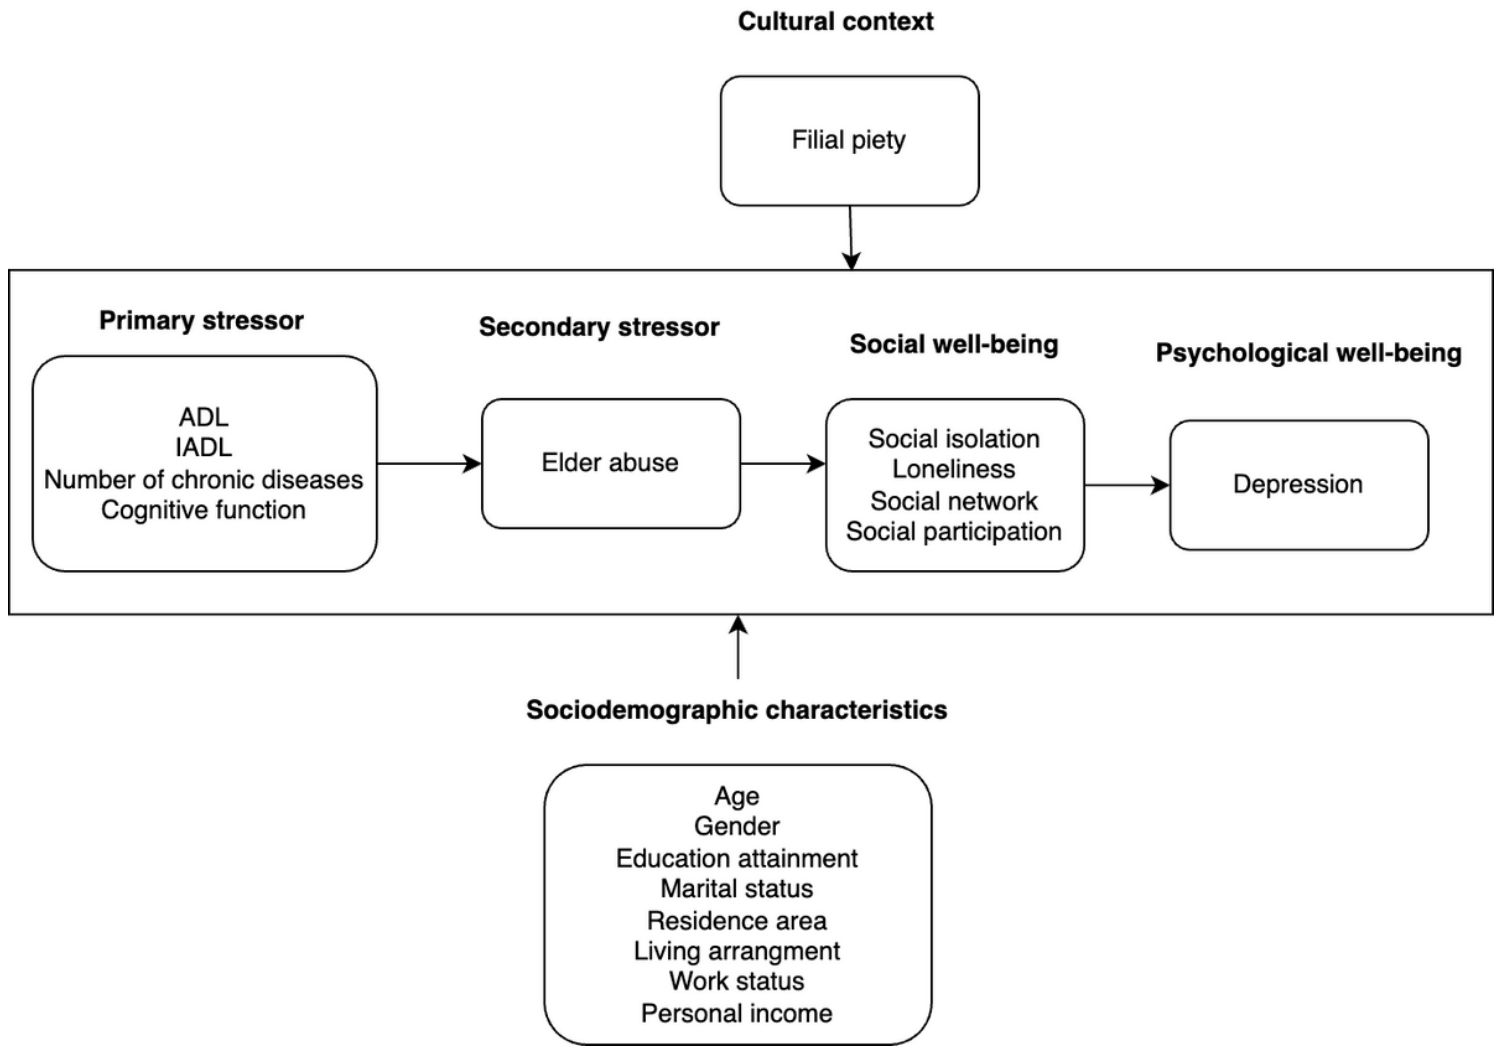 Cultural context
Filial piety
Primary stressor
ADL
IADL
Number of chronic diseases
Cognitive function
Secondary stressor
Elder abuse
Social well-being
Social isolation
Loneliness
Social network
Social participation
Psychological well-being
Depression
Sociodemographic characteristics
Age
Gender
Education attainment
Marital status
Residence area
Living arrangment
Work status
Personal income